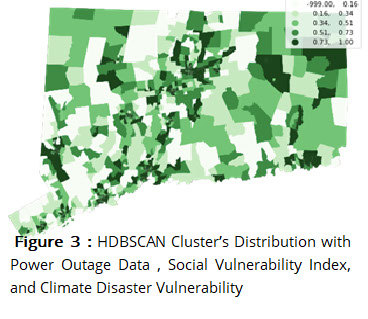 -999.00, 0.16
0.16, 0.34
0.34, 0.51
0.51, 0.73
0.73, 1.00
Figure 3 : HDBSCAN Cluster's Distribution with
Power Outage Data , Social Vulnerability Index,
and Climate Disaster Vulnerability